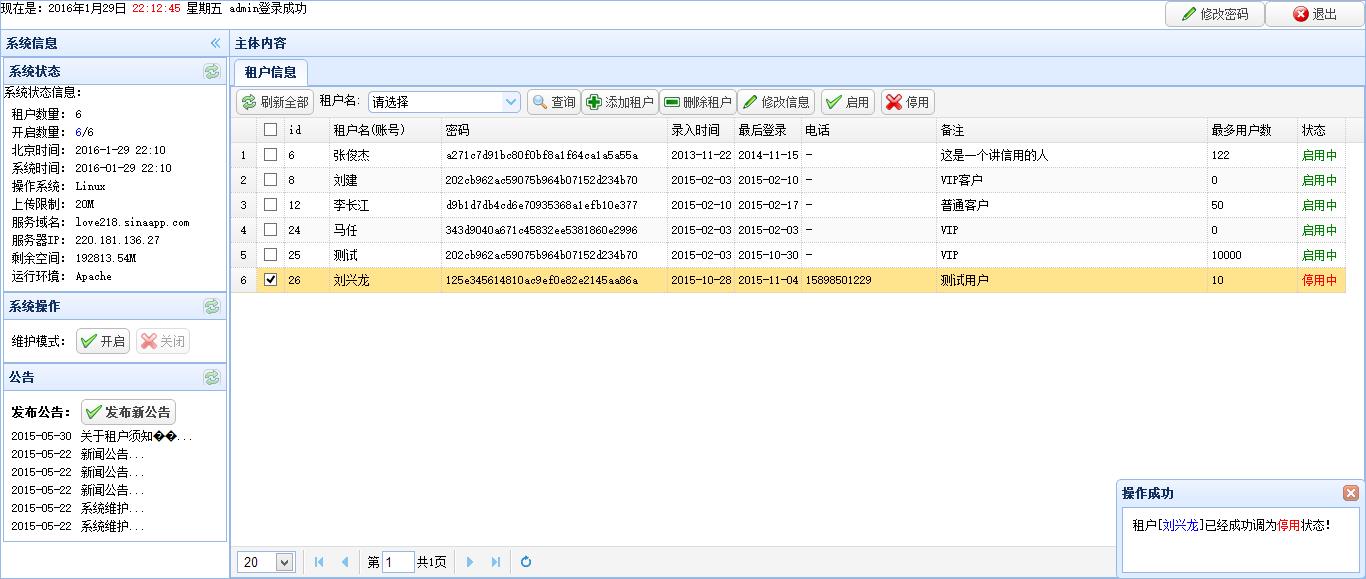 现在是: 2016年1月29日 22:12:45 星期五 admin登录成功 修改密码 退出
系统信息
系统状态
系统状态信息:
租户数量: 6
开启数量: 6/6
北京时间: 2016-1-29 22:10
系统时间: 2016-01-29 22:10
操作系统: Linux
上传限制: 20M
服务域名: love218.sinaapp.com
服务器IP: 220.181.136.27
剩余空间: 192813.54M
运行环境: Apache
系统操作
维护模式: 开启 关闭
公告
发布公告: 发布新公告
2015-05-30 关于租户须知��...
2015-05-22 新闻公告...
2015-05-22 新闻公告...
2015-05-22 新闻公告...
2015-05-22 系统维护...
2015-05-22 系统维护...
主体内容
租户信息
刷新全部 租户名: 请选择 查询 添加租户 删除租户 修改信息 启用 停用
id 租户名(账号) 密码 录入时间 最后登录 电话 备注 最多用户数 状态
1 6 张俊杰 a271c7d91bc80f0bf8a1f64ca1a5a55a 2013-11-22 2014-11-15 - 这是一个讲信用的人 122 启用中
2 8 刘建 202cb962ac59075b964b07152d234b70 2015-02-03 2015-02-10 - VIP客户 0 启用中
3 12 李长江 d9b1d7db4cd6e70935368a1efb10e377 2015-02-10 2015-02-17 - 普通客户 50 启用中
4 24 马任 343d9040a671c45832ee5381860e2996 2015-02-03 2015-02-03 - VIP 0 启用中
5 25 测试 202cb962ac59075b964b07152d234b70 2015-02-03 2015-10-30 - VIP 10000 启用中
6 26 刘兴龙 125e345614810ac9ef0e82e2145aa86a 2015-10-28 2015-11-04 15898501229 测试用户 10 停用中
20 第 1 共1页
操作成功
租户[刘兴龙]已经成功调为停用状态!